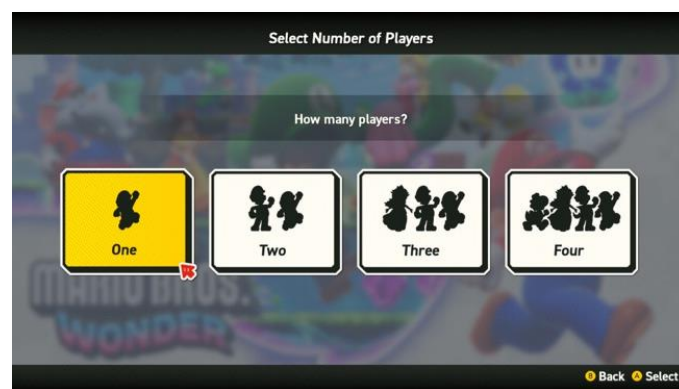 Select Number of Players
How many players?
One
Two
Three
Four
MARIO BROS.
WONDER
B Back A Select